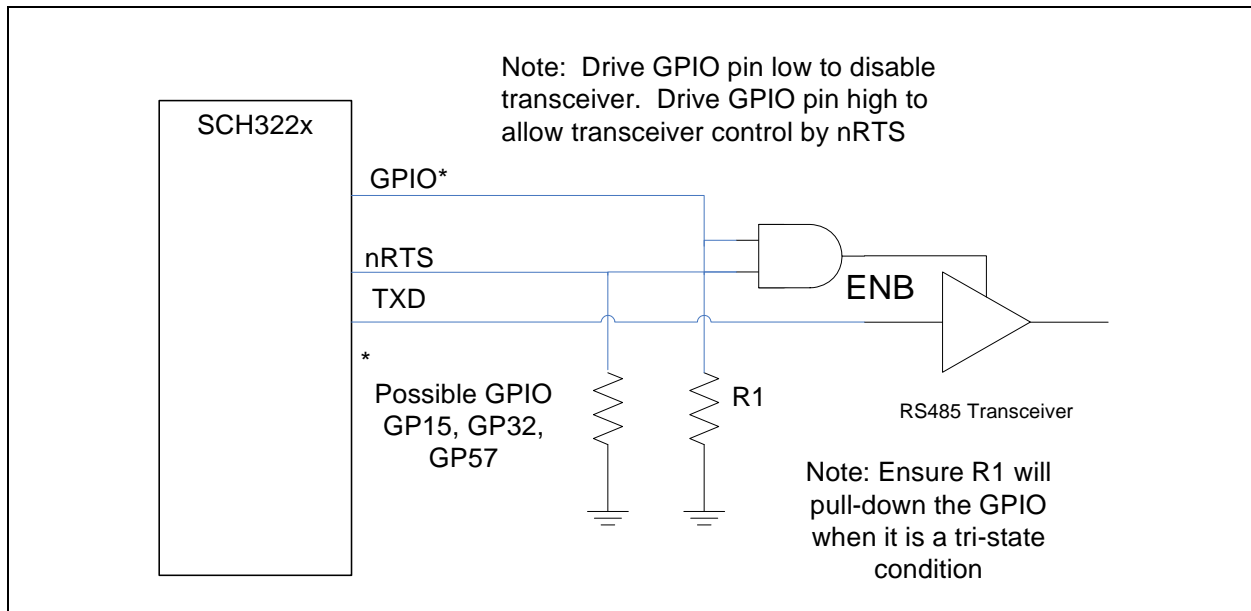 Note: Drive GPIO pin low to disable
transceiver. Drive GPIO pin high to
allow transceiver control by nRTS
SCH322x
GPIO*
nRTS
TXD
ENB
*
Possible GPIO
GP15, GP32,
GP57
R1
RS485 Transceiver
Note: Ensure R1 will
pull-down the GPIO
when it is a tri-state
condition